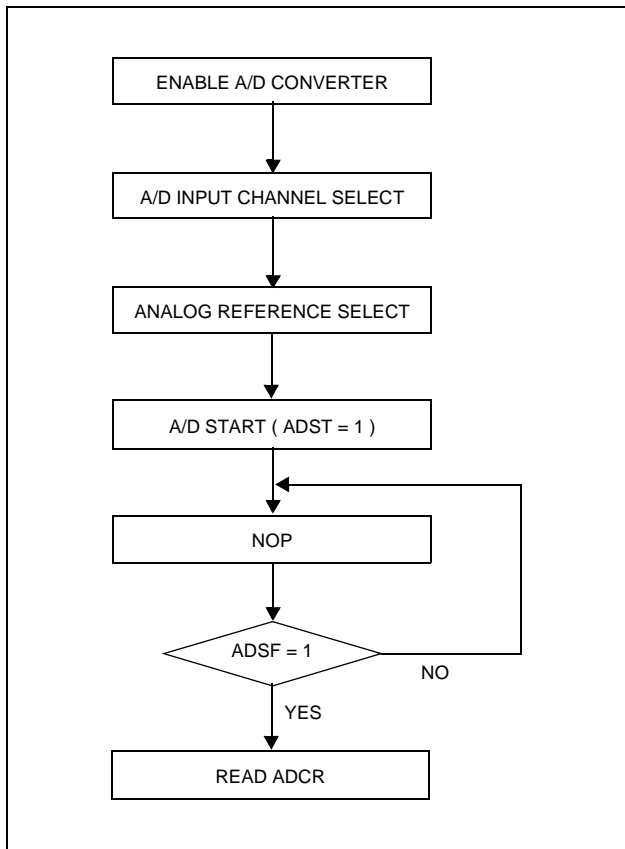 ENABLE A/D CONVERTER
A/D INPUT CHANNEL SELECT
ANALOG REFERENCE SELECT
A/D START ( ADST = 1 )
NOP
ADSF = 1
NO
YES
READ ADCR